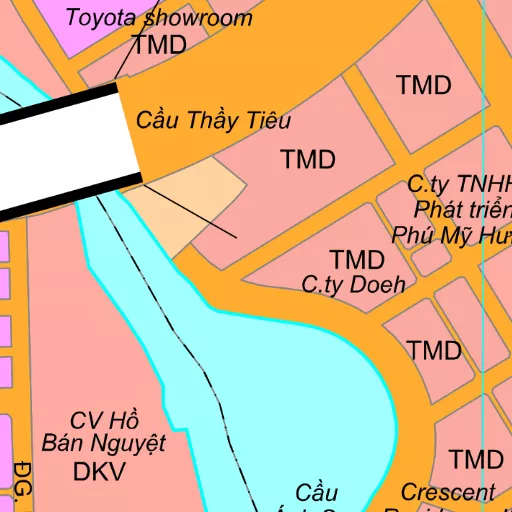 Toyota showroom
TMD
TMD
Cầu Thầy Tiêu
TMD
C.ty TNHH
Phát triển
Phú Mỹ Hư
TMD
C.ty Doeh
TMD
CV Hồ
Bán Nguyệt
DKV
ĐG.
TMD
Cầu
Crescent